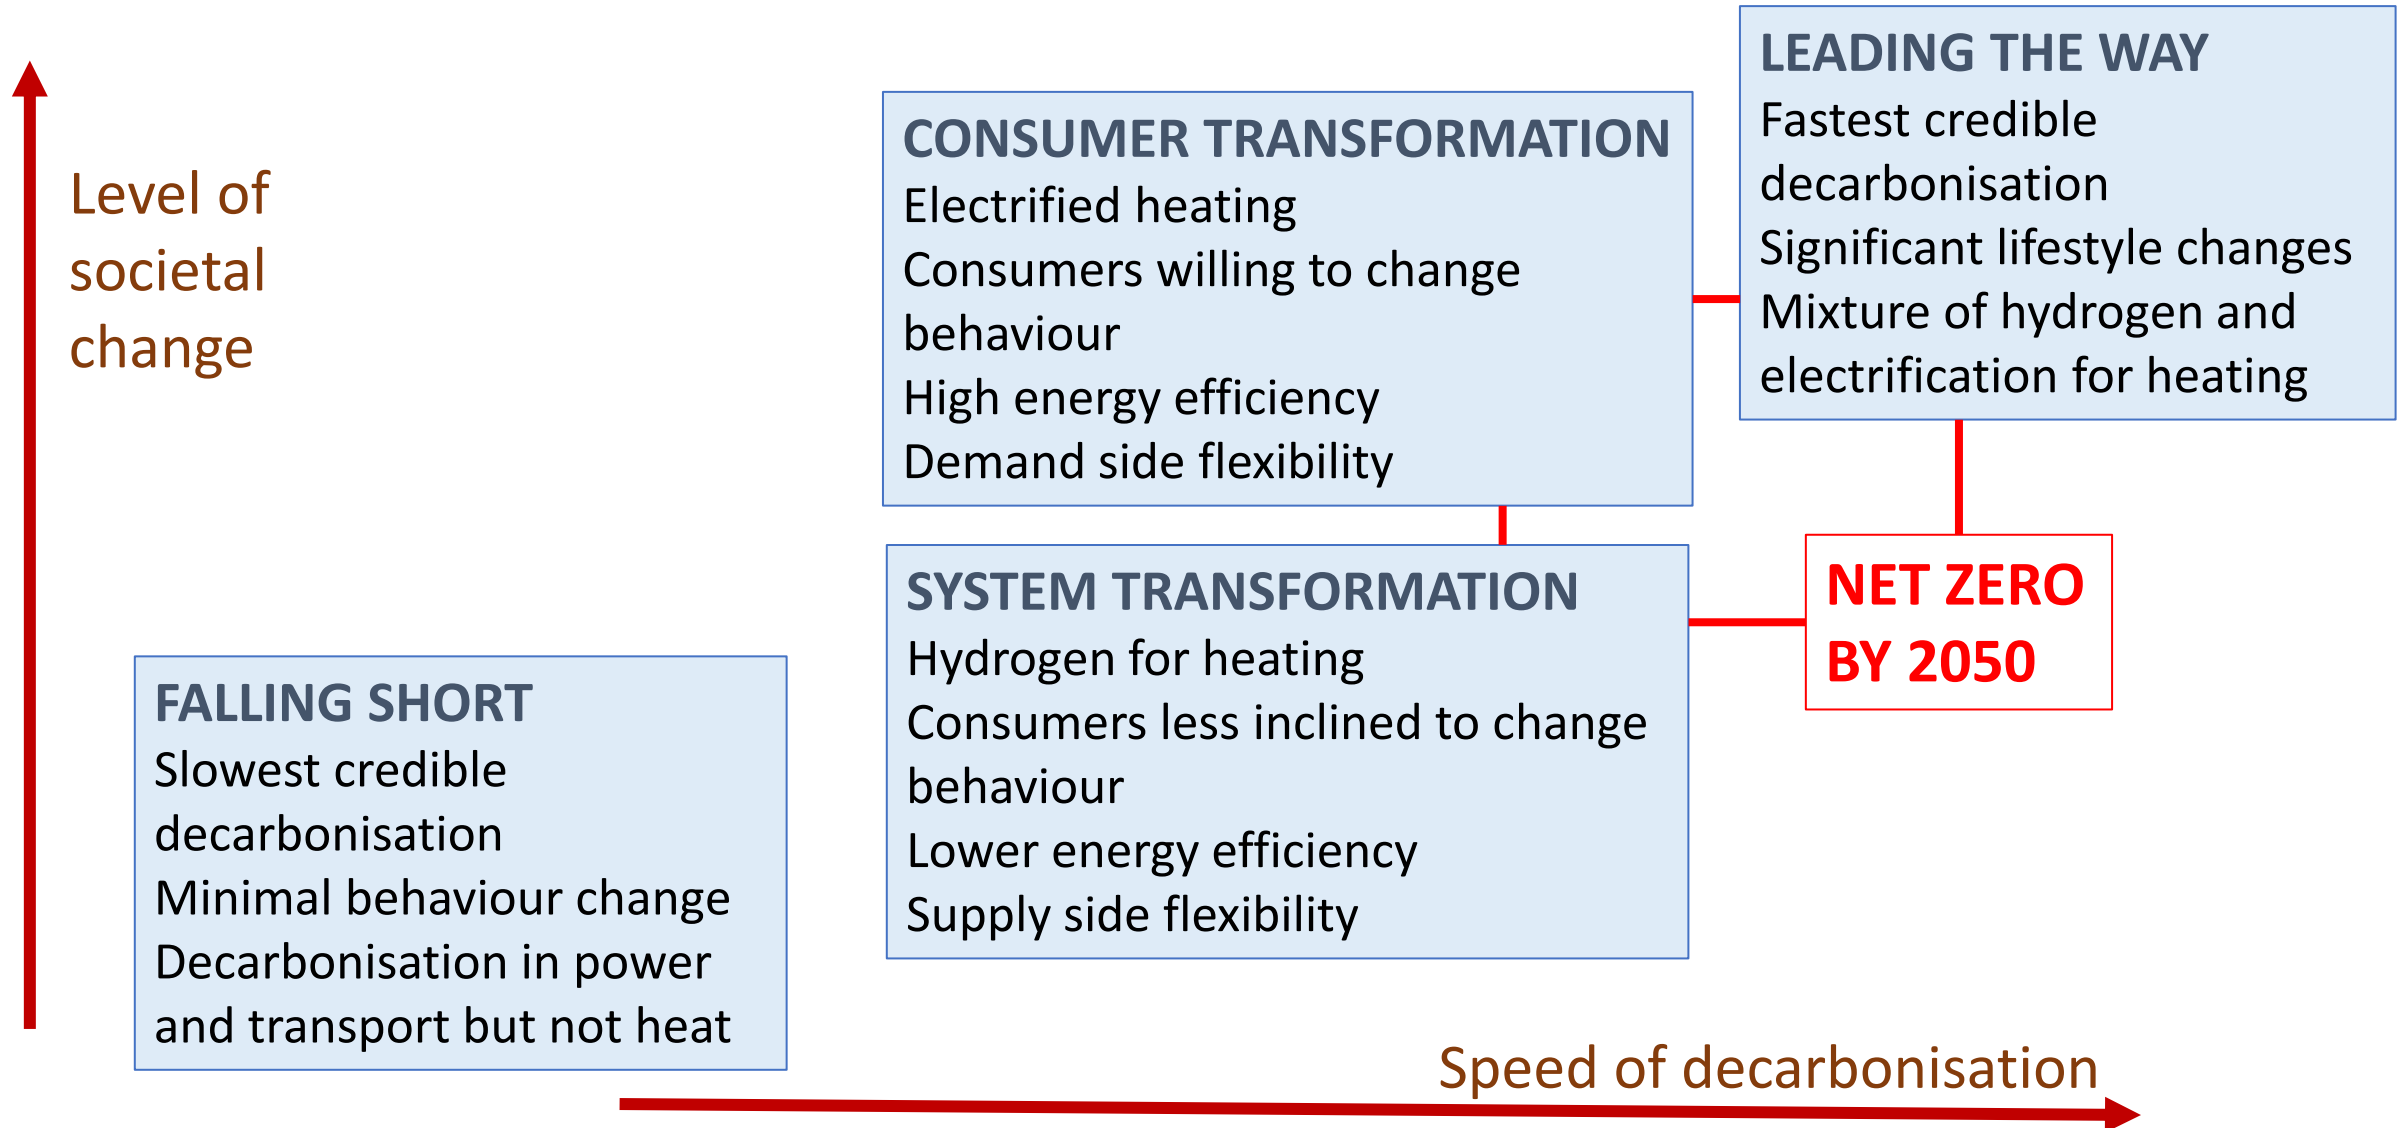 Level of
societal
change
CONSUMER TRANSFORMATION
Electrified heating
Consumers willing to change
behaviour
High energy efficiency
Demand side flexibility
LEADING THE WAY
Fastest credible
decarbonisation
Significant lifestyle changes
Mixture of hydrogen and
electrification for heating
FALLING SHORT
Slowest credible
decarbonisation
Minimal behaviour change
Decarbonisation in power
and transport but not heat
SYSTEM TRANSFORMATION
Hydrogen for heating
Consumers less inclined to change
behaviour
Lower energy efficiency
Supply side flexibility
NET ZERO
BY 2050
Speed of decarbonisation